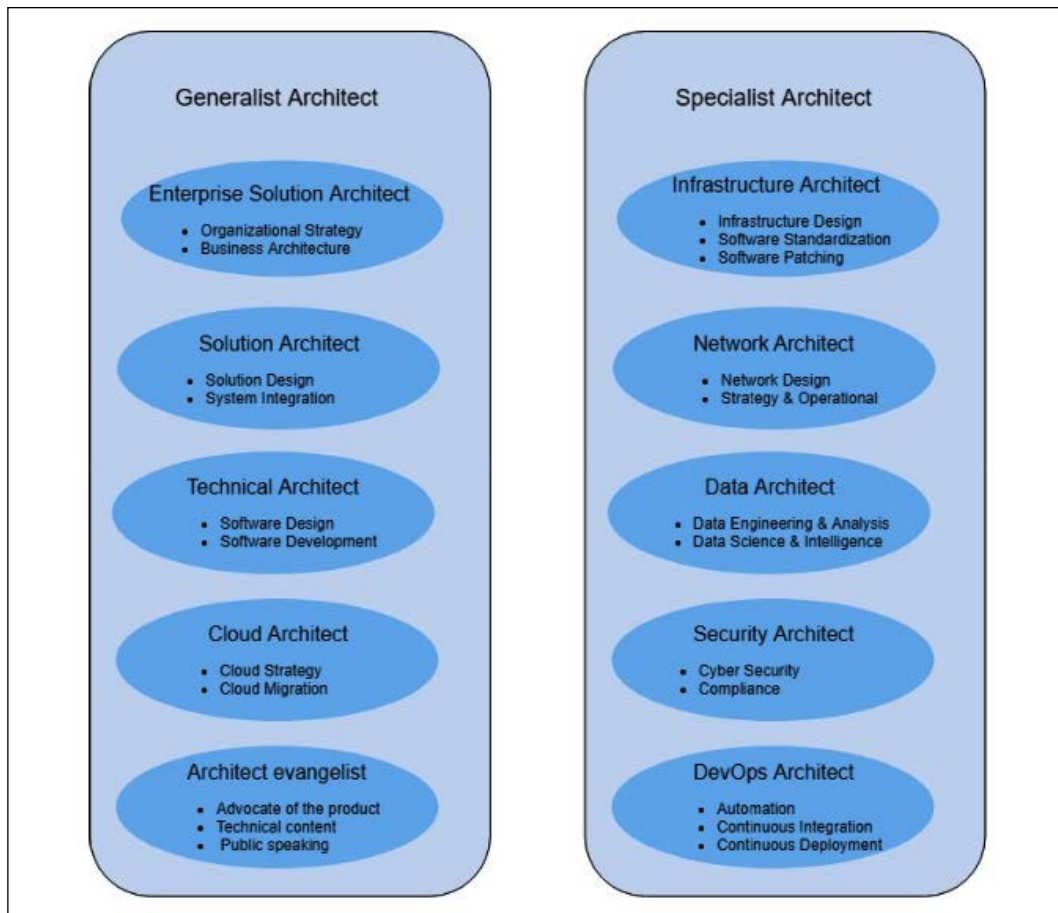 Generalist Architect
Enterprise Solution Architect
• Organizational Strategy
• Business Architecture
Solution Architect
• Solution Design
• System Integration
Technical Architect
• Software Design
• Software Development
Cloud Architect
• Cloud Strategy
• Cloud Migration
Architect evangelist
• Advocate of the product
• Technical content
• Public speaking
Specialist Architect
Infrastructure Architect
• Infrastructure Design
• Software Standardization
• Software Patching
Network Architect
• Network Design
• Strategy & Operational
Data Architect
• Data Engineering & Analysis
• Data Science & Intelligence
Security Architect
• Cyber Security
• Compliance
DevOps Architect
• Automation
• Continuous Integration
• Continuous Deployment